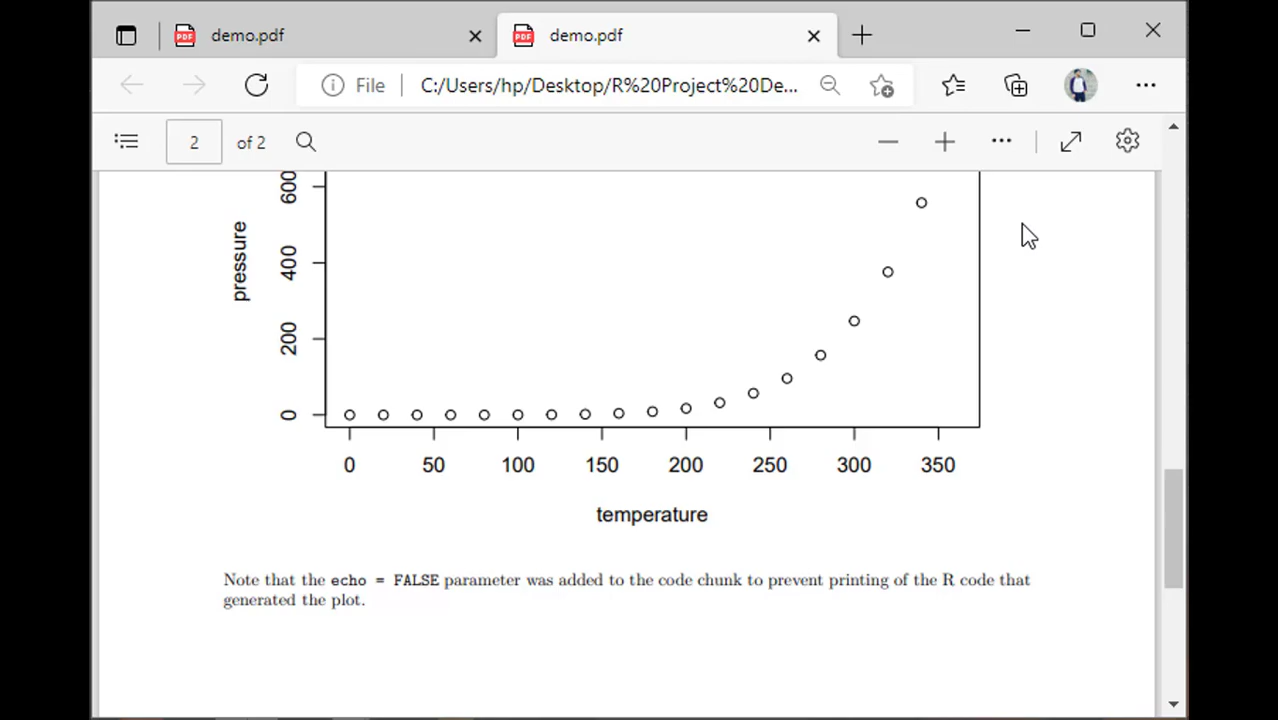 demo.pdf
demo.pdf
File
C:/Users/hp/Desktop/R%20Project%20De...
2 of 2
600
400
200
0
pressure
0 50 100 150 200 250 300 350
temperature
Note that the echo = FALSE parameter was added to the code chunk to prevent printing of the R code that
generated the plot.